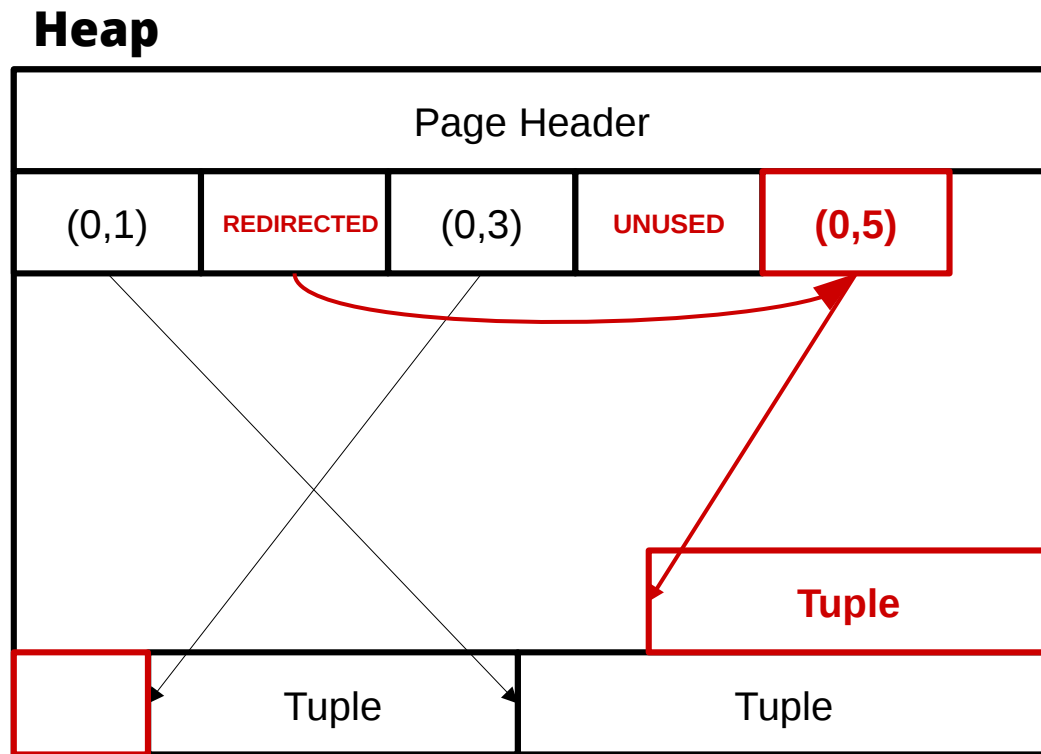 Heap
Page Header
(0,1) REDIRECTED (0,3) UNUSED (0,5)
Tuple
Tuple Tuple